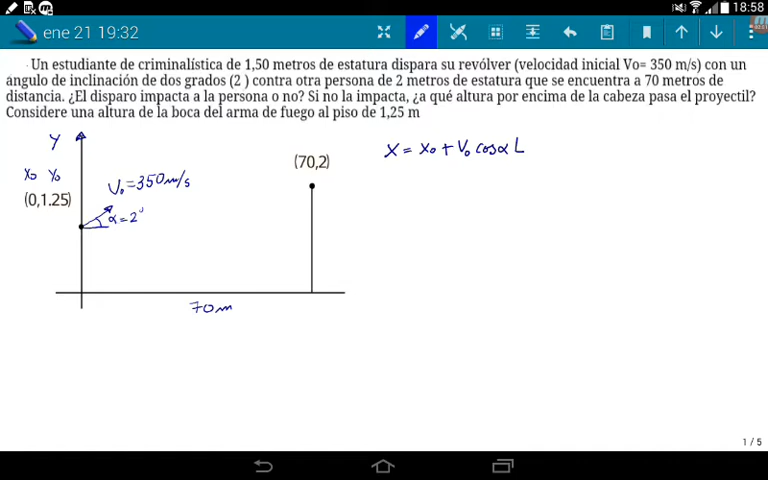 18:58
ene 21 19:32
Un estudiante de criminalística de 1,50 metros de estatura dispara su revólver (velocidad inicial Vo= 350 m/s) con un
ángulo de inclinación de dos grados (2 ) contra otra persona de 2 metros de estatura que se encuentra a 70 metros de
distancia. ¿El disparo impacta a la persona o no? Si no la impacta, ¿a qué altura por encima de la cabeza pasa el proyectil?
Considere una altura de la boca del arma de fuego al piso de 1,25 m
Y
X₀ Y₀
(0,1.25)
V₀=350m/s
α=2°
(70,2)
X = X₀ + V₀ cosα t
70m
1 / 5